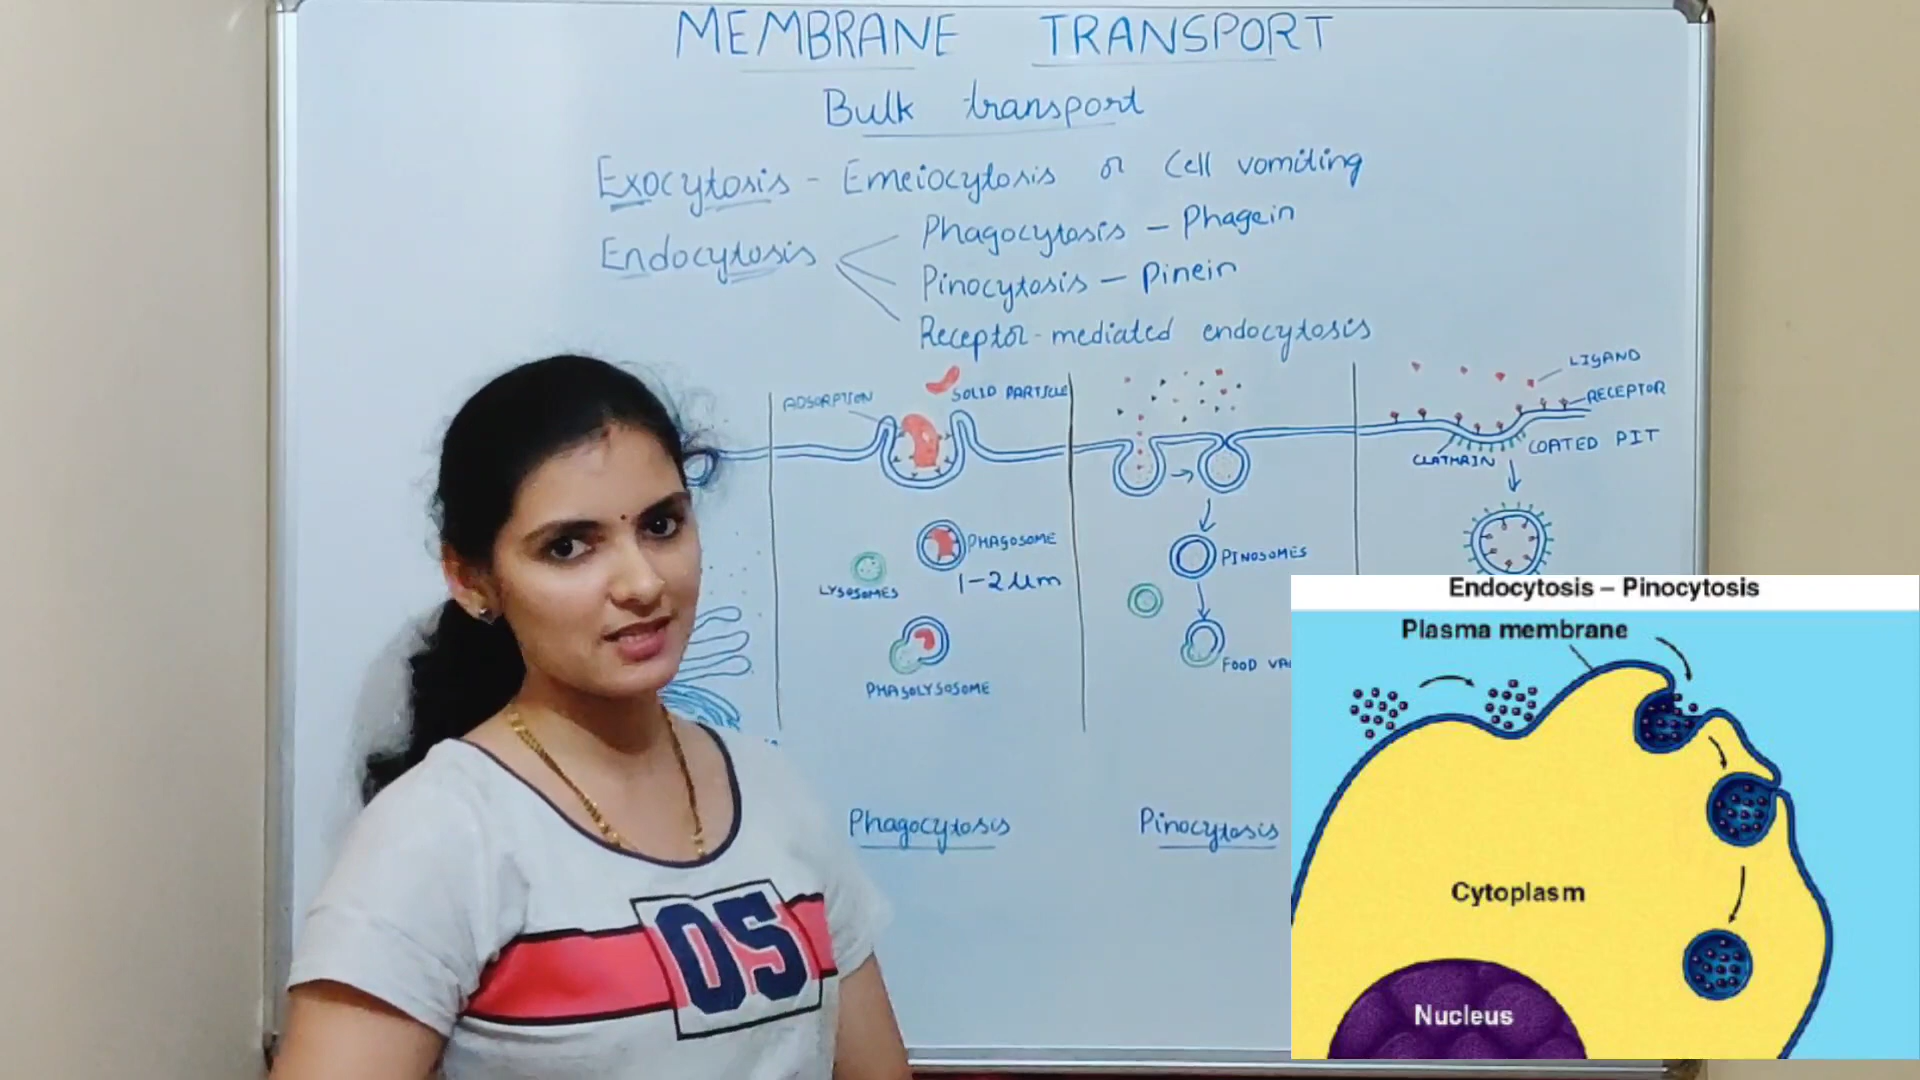 MEMBRANE TRANSPORT
Bulk transport
Exocytosis - Emeiocytosis or Cell vomiting
Endocytosis
Phagocytosis - Phagein
Pinocytosis - Pinein
Receptor-mediated endocytosis
ADSORPTION
SOLID PARTICLE
LIGAND
RECEPTOR
CLATHRIN
COATED PIT
PHAGOSOME
1-2 µm
LYSOSOMES
PHAGOLYSOSOME
PINOSOMES
FOOD VA
Phagocytosis
Pinocytosis
05
Endocytosis – Pinocytosis
Plasma membrane
Cytoplasm
Nucleus